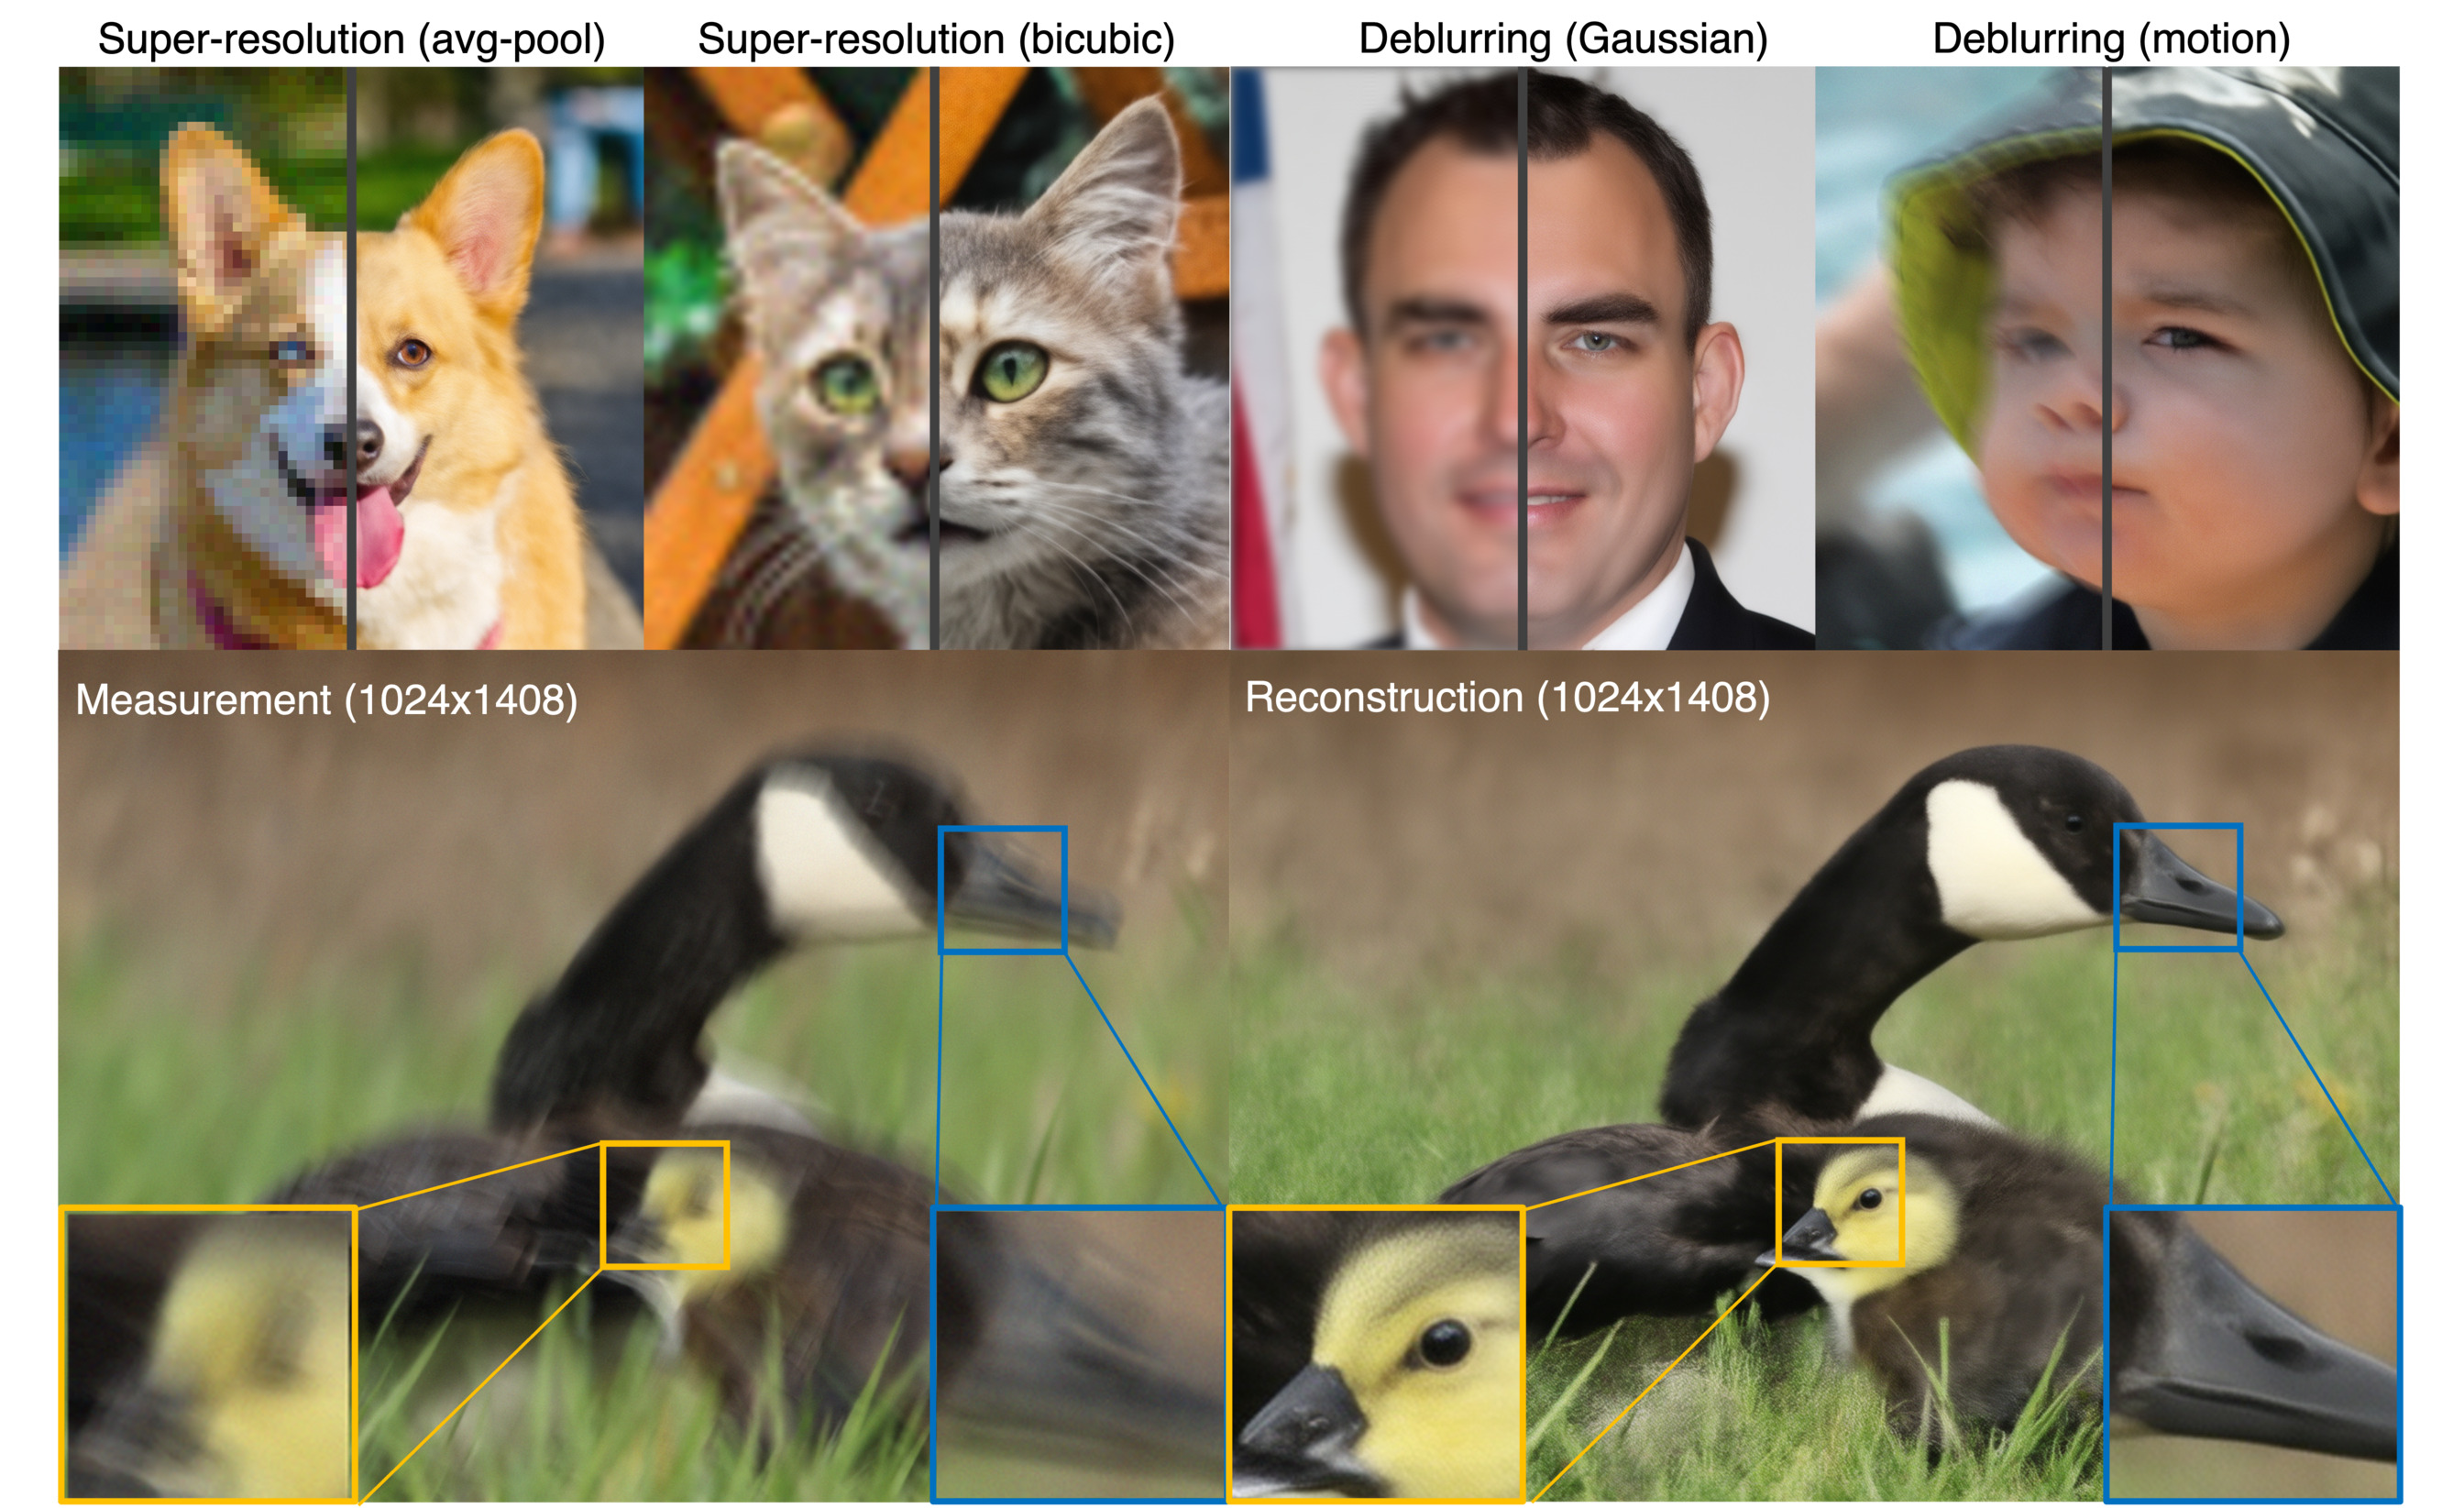 Super-resolution (avg-pool)
Super-resolution (bicubic)
Deblurring (Gaussian)
Deblurring (motion)
Measurement (1024x1408)
Reconstruction (1024x1408)